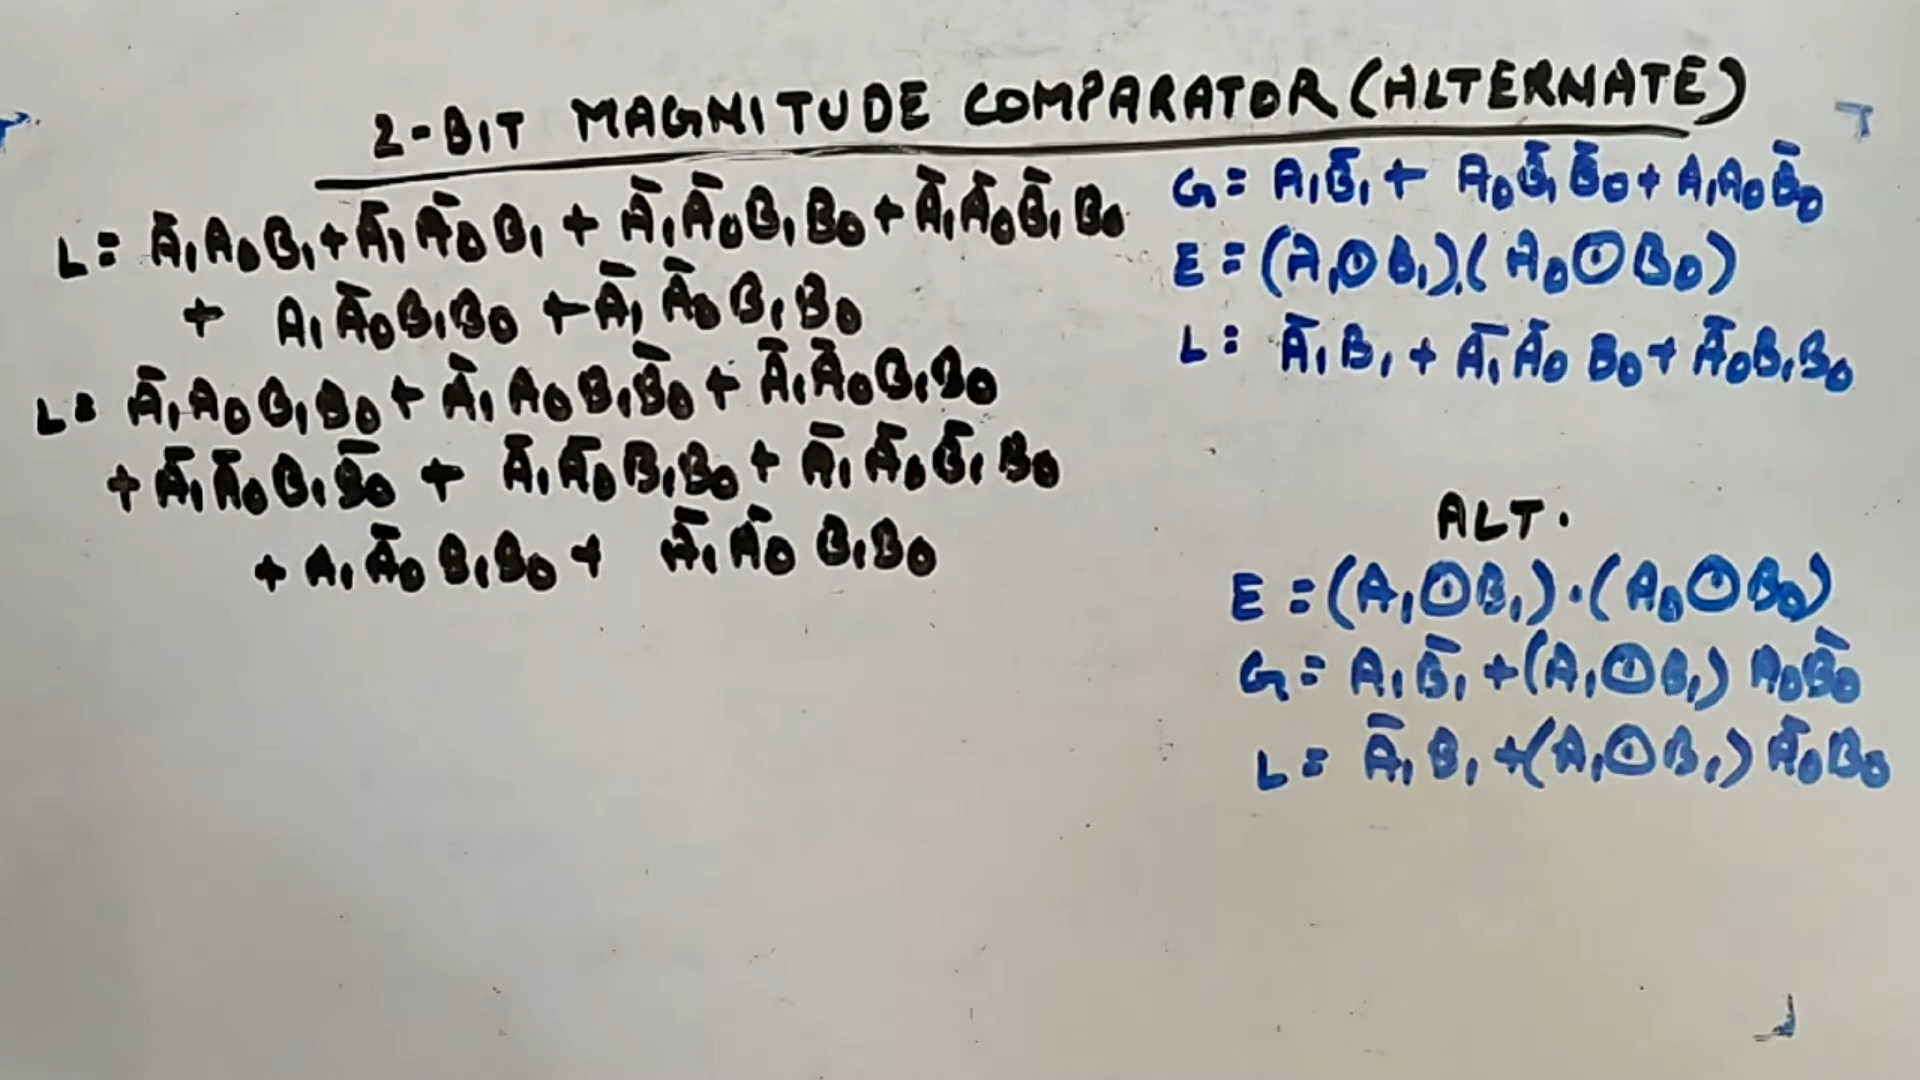 2-BIT MAGNITUDE COMPARATOR (ALTERNATE)
L= Ā₁A₀B₁+Ā₁Ā₀B₁ + Ā₁Ā₀B₁B₀+Ā₁Ā₀B̄₁B₀
+ A₁Ā₀B₁B₀ +Ā₁Ā₀B₁B₀
L= Ā₁A₀B₁B₀+Ā₁A₀B₁B̄₀+Ā₁Ā₀B₁B₀
+Ā₁Ā₀B₁B̄₀ + Ā₁Ā₀B₁B₀+Ā₁Ā₀B̄₁B₀
+ A₁Ā₀B₁B₀ + Ā₁Ā₀B₁B₀
G= A₁B̄₁+ A₀B̄₁B̄₀+A₁A₀B̄₀
E=(A₁⊙B₁).(A₀⊙B₀)
L= Ā₁B₁+Ā₁Ā₀B₀+Ā₀B₁B₀
ALT.
E=(A₁⊙B₁).(A₀⊙B₀)
G= A₁B̄₁+(A₁⊙B₁)A₀B̄₀
L= Ā₁B₁+(A₁⊙B₁)Ā₀B₀